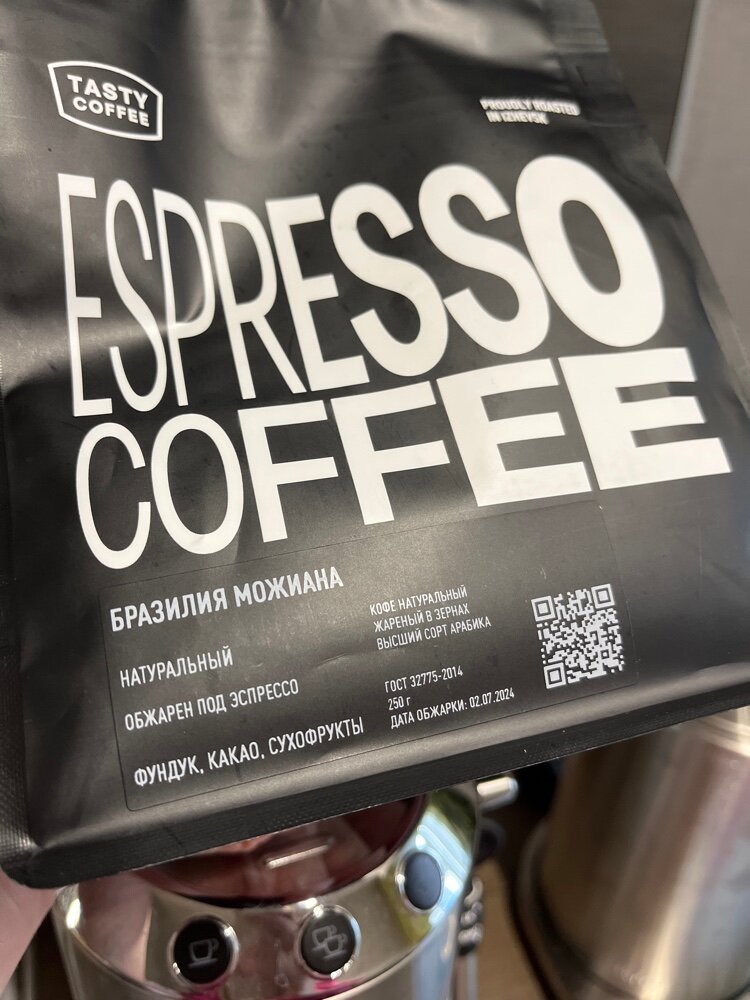 TASTY
COFFEE
PROUDLY ROASTED
IN IZHEVSK
ESPRESSO
COFFEE
БРАЗИЛИЯ МОЖИАНА
НАТУРАЛЬНЫЙ
ОБЖАРЕН ПОД ЭСПРЕССО
ФУНДУК, КАКАО, СУХОФРУКТЫ
КОФЕ НАТУРАЛЬНЫЙ
ЖАРЕНЫЙ В ЗЕРНАХ
ВЫСШИЙ СОРТ АРАБИКА
ГОСТ 32775-2014
250 г
ДАТА ОБЖАРКИ: 02.07.2024